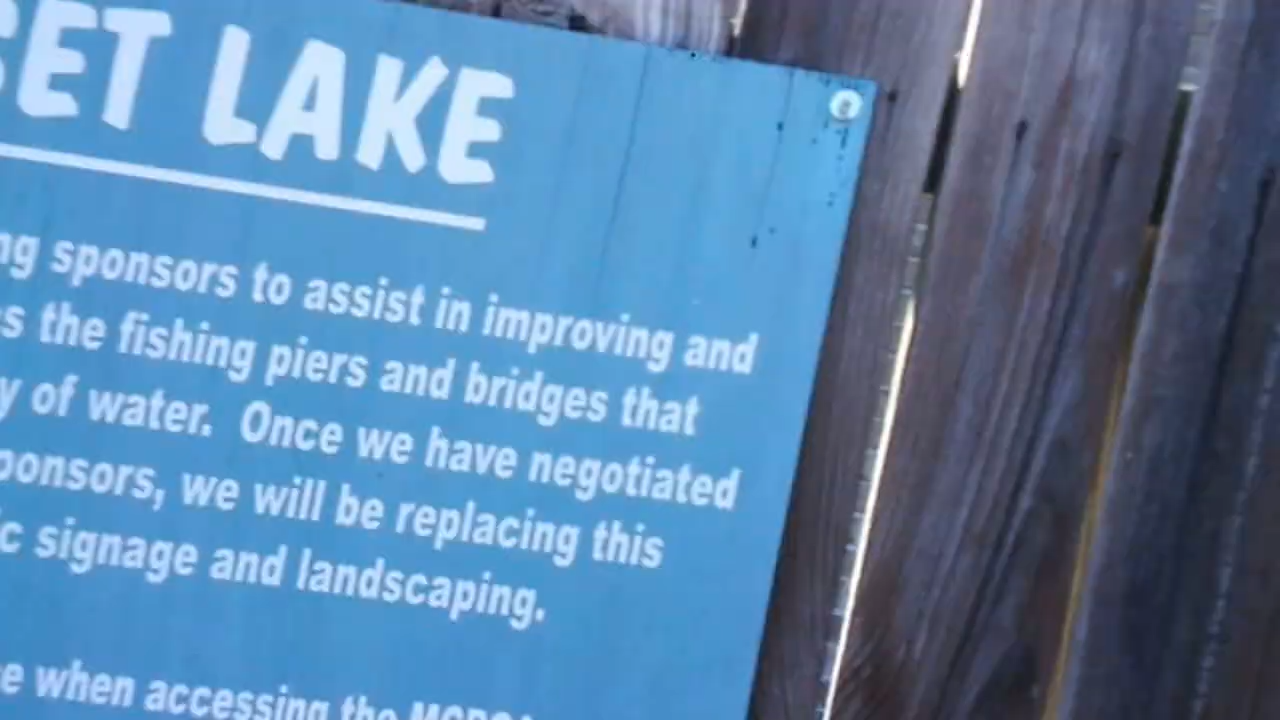 SET LAKE
ng sponsors to assist in improving and
s the fishing piers and bridges that
y of water. Once we have negotiated
ponsors, we will be replacing this
ic signage and landscaping.
e when accessing the